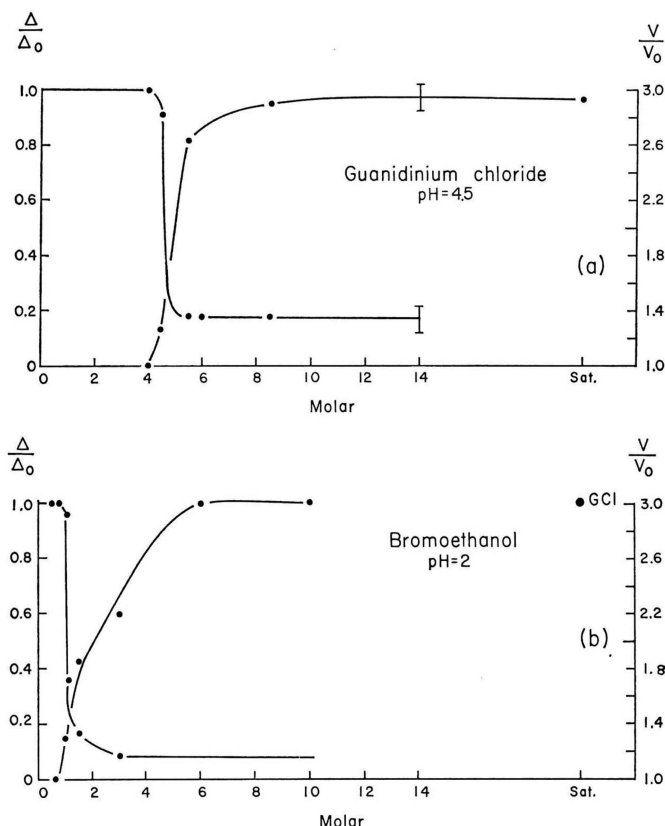 Δ/Δ₀ V/V₀
1.0 3.0
0.8 2.6
Guanidinium chloride
pH=4.5
0.6 2.2
0.4 1.8
(a)
0.2 1.4
0 1.0
0 2 4 6 8 10 12 14 Sat.
Molar
Δ/Δ₀ V/V₀
1.0 GCl 3.0
Bromoethanol
pH=2
0.8 2.6
0.6 2.2
(b)
0.4 1.8
0.2 1.4
0 1.0
0 2 4 6 8 10 12 14 Sat.
Molar